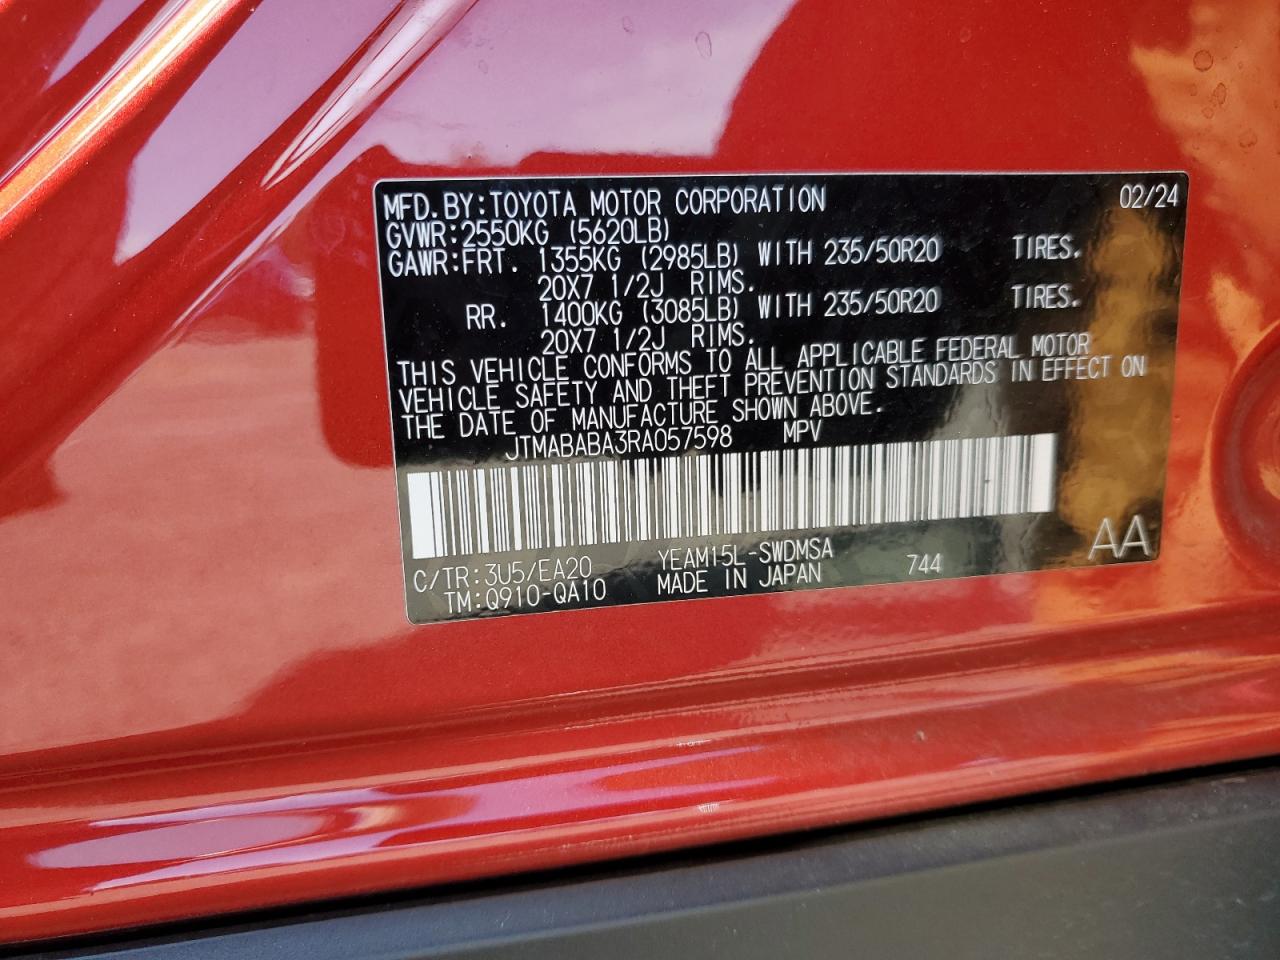 MFD.BY:TOYOTA MOTOR CORPORATION 02/24
GVWR:2550KG (5620LB)
GAWR:FRT. 1355KG (2985LB) WITH 235/50R20 TIRES.
20X7 1/2J RIMS.
RR. 1400KG (3085LB) WITH 235/50R20 TIRES.
20X7 1/2J RIMS.
THIS VEHICLE CONFORMS TO ALL APPLICABLE FEDERAL MOTOR
VEHICLE SAFETY AND THEFT PREVENTION STANDARDS IN EFFECT ON
THE DATE OF MANUFACTURE SHOWN ABOVE.
JTMABABA3RA057598 MPV
C/TR:3U5/EA20 YEAM15L-SWDMSA 744 AA
TM:Q910-QA10 MADE IN JAPAN